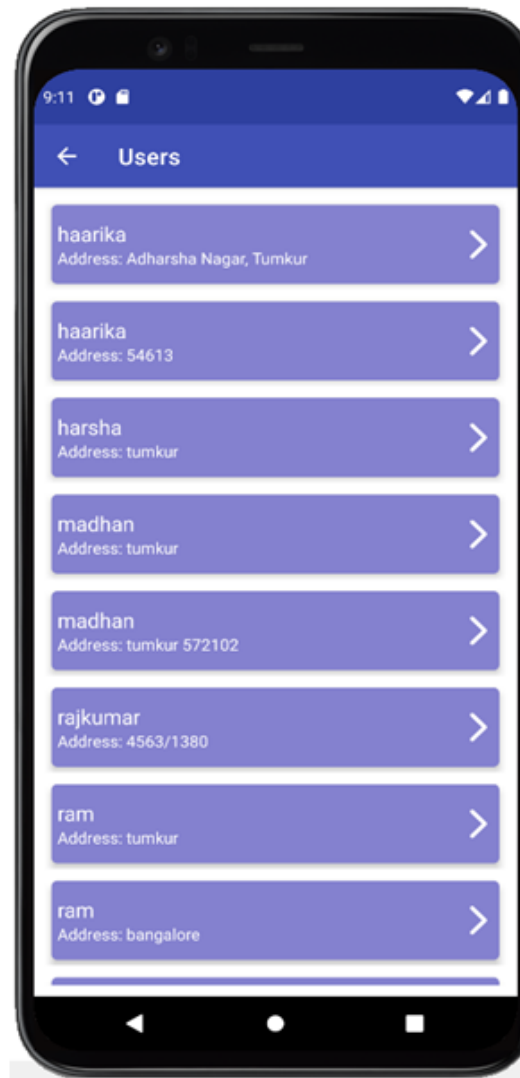 9:11
Users
haarika
Address: Adharsha Nagar, Tumkur
haarika
Address: 54613
harsha
Address: tumkur
madhan
Address: tumkur
madhan
Address: tumkur 572102
rajkumar
Address: 4563/1380
ram
Address: tumkur
ram
Address: bangalore